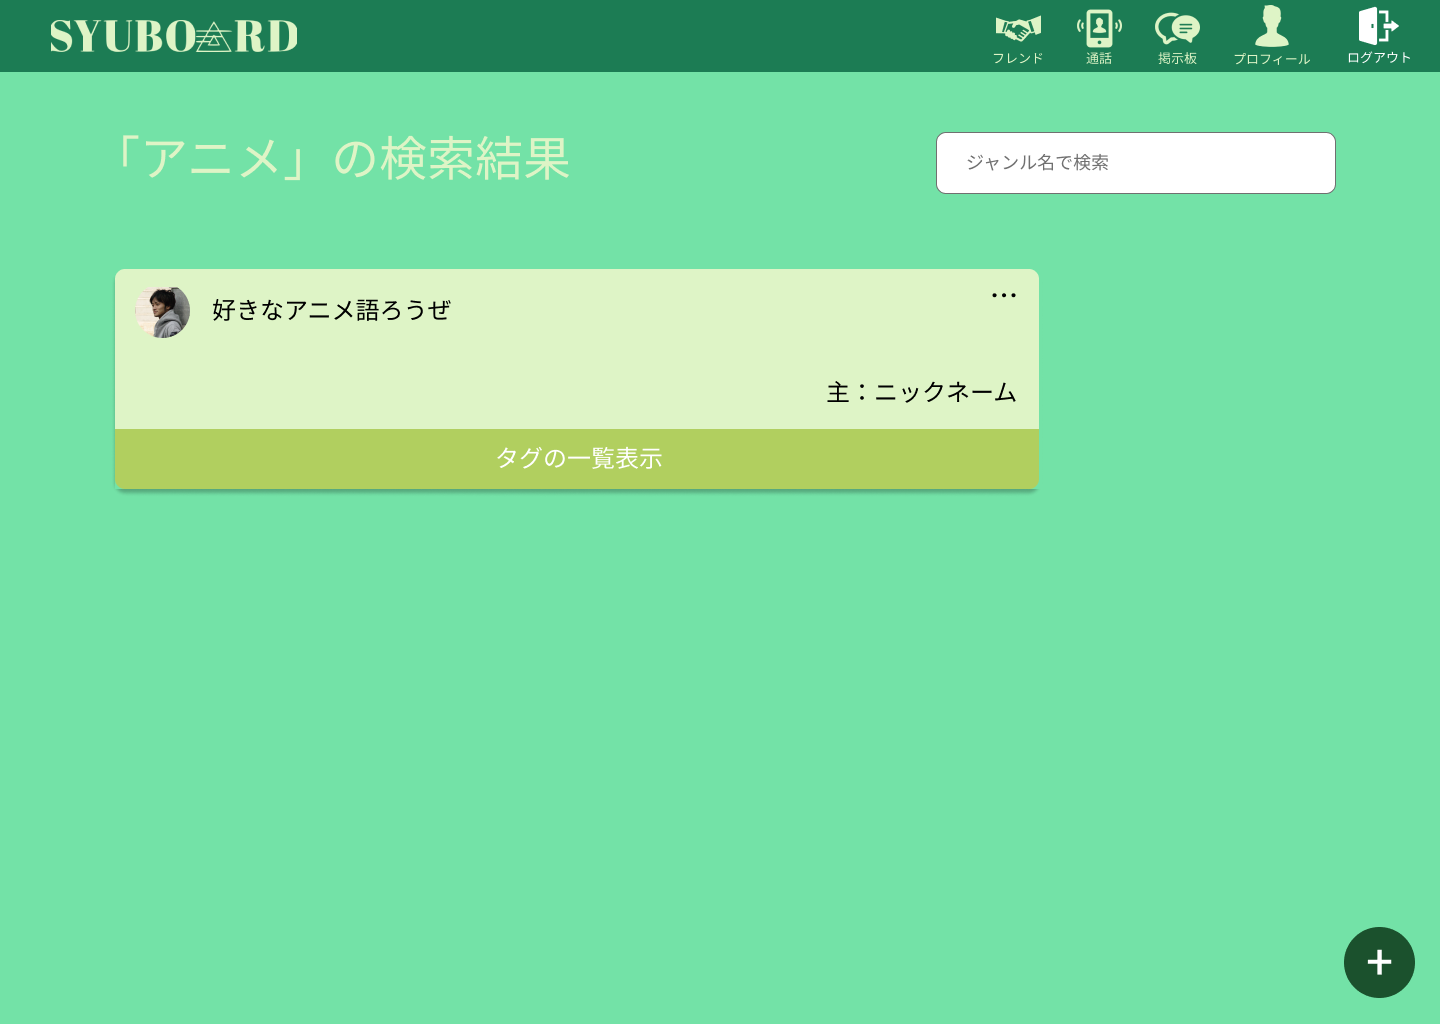 SYUBOARD
フレンド
通話
掲示板
プロフィール
ログアウト
「アニメ」の検索結果
ジャンル名で検索
好きなアニメ語ろうぜ
…
主：ニックネーム
タグの一覧表示
+